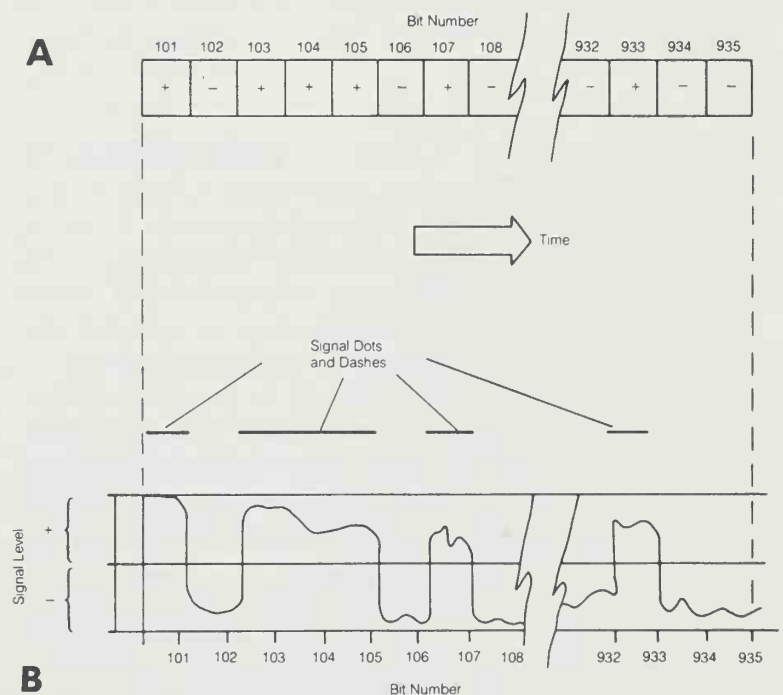 Bit Number
A
101 102 103 104 105 106 107 108 932 933 934 935
+ − + + + − + − − + − −
Time
Signal Dots
and Dashes
Signal Level
+
−
101 102 103 104 105 106 107 108 932 933 934 935
B
Bit Number